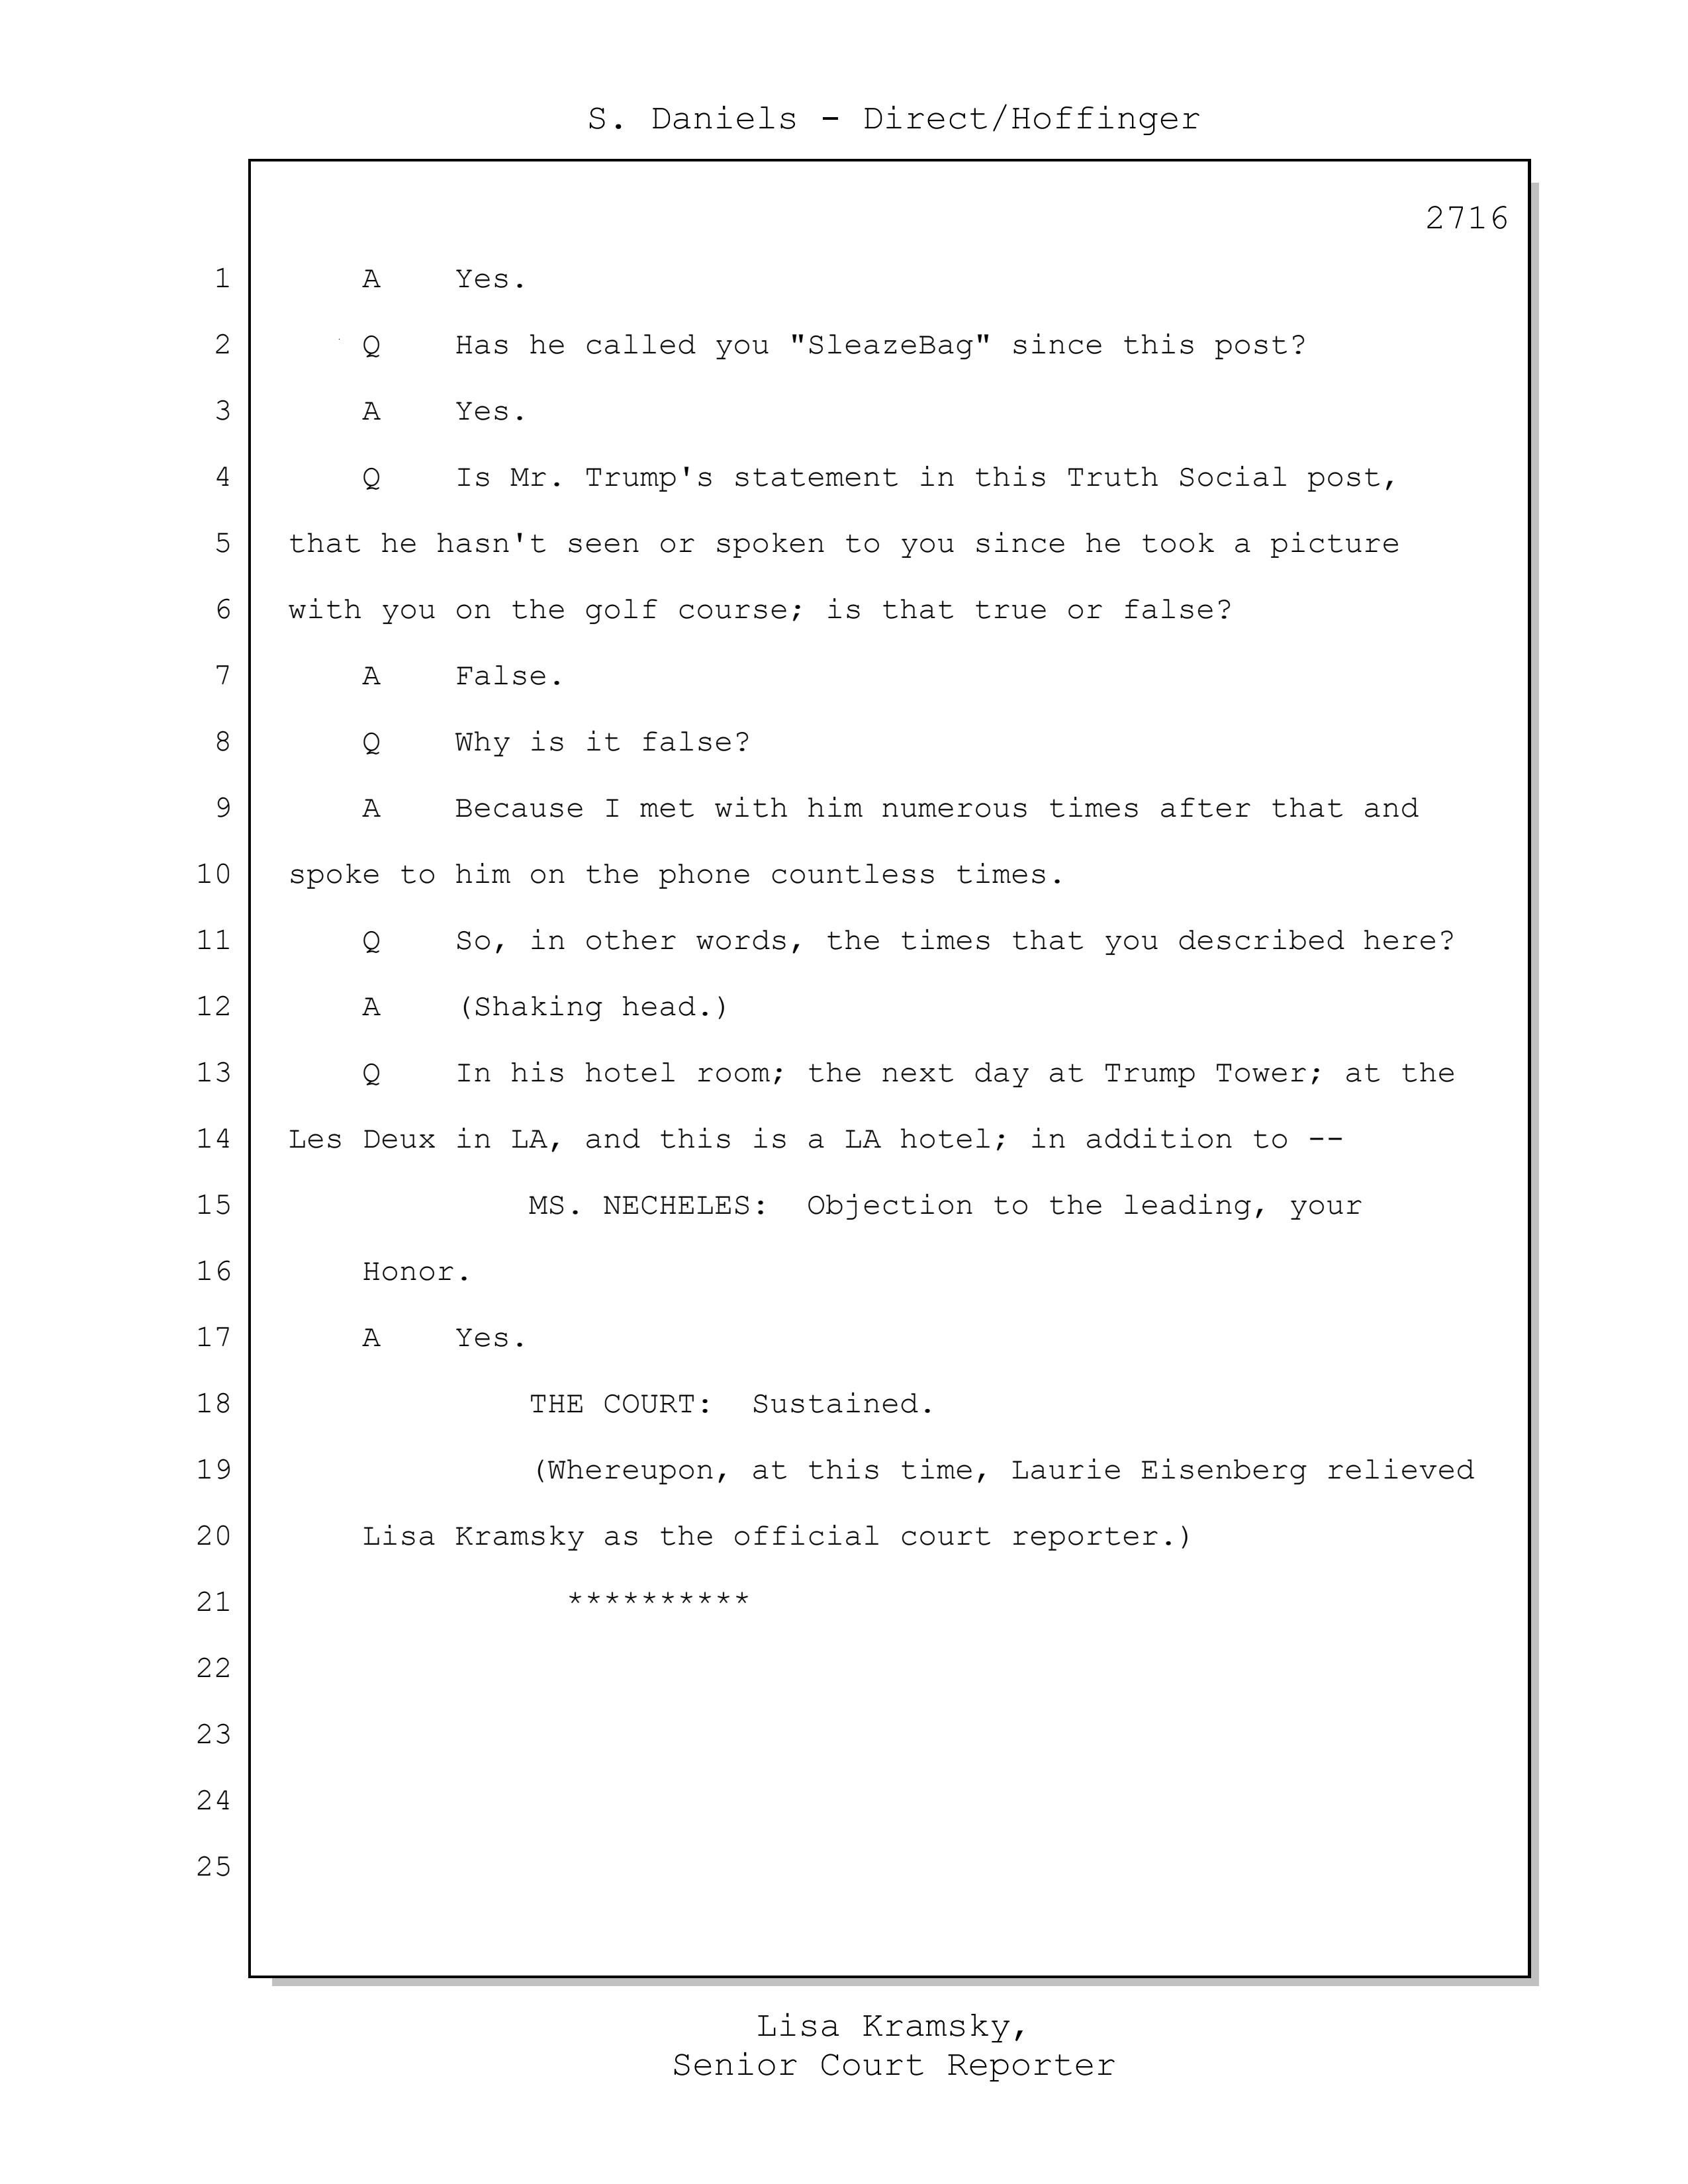 S. Daniels - Direct/Hoffinger
2716
1 A Yes.
2 Q Has he called you "SleazeBag" since this post?
3 A Yes.
4 Q Is Mr. Trump's statement in this Truth Social post,
5 that he hasn't seen or spoken to you since he took a picture
6 with you on the golf course; is that true or false?
7 A False.
8 Q Why is it false?
9 A Because I met with him numerous times after that and
10 spoke to him on the phone countless times.
11 Q So, in other words, the times that you described here?
12 A (Shaking head.)
13 Q In his hotel room; the next day at Trump Tower; at the
14 Les Deux in LA, and this is a LA hotel; in addition to --
15 MS. NECHELES: Objection to the leading, your
16 Honor.
17 A Yes.
18 THE COURT: Sustained.
19 (Whereupon, at this time, Laurie Eisenberg relieved
20 Lisa Kramsky as the official court reporter.)
21 **********
22
23
24
25
Lisa Kramsky,
Senior Court Reporter